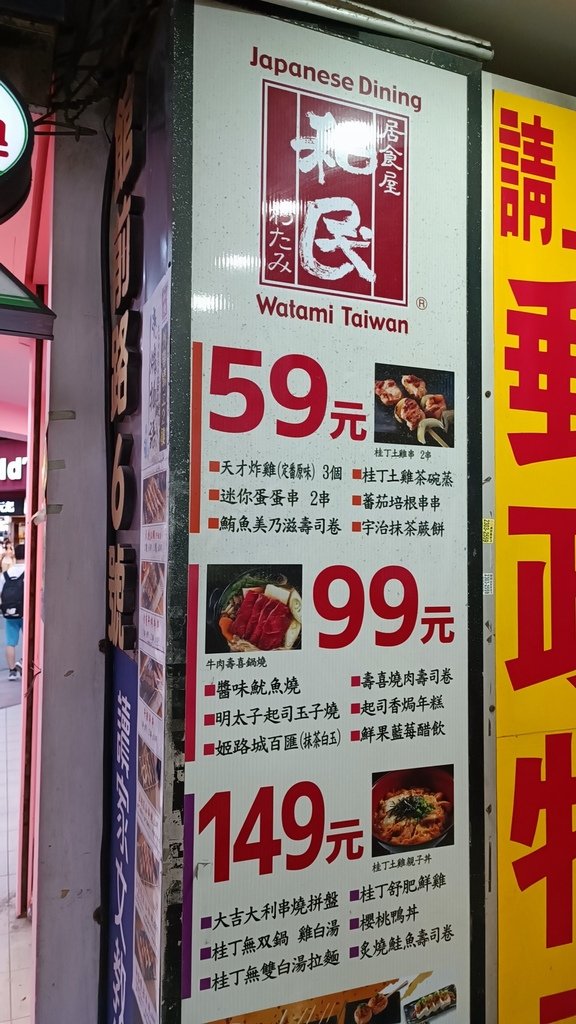 Japanese Dining
居食屋
和民
わたみ
®
Watami Taiwan
59元
桂丁土雞串 2串
■天才炸雞(定番原味) 3個
■桂丁土雞茶碗蒸
■迷你蛋蛋串 2串
■蕃茄培根串串
■鮪魚美乃滋壽司卷
■宇治抹茶蕨餅
99元
牛肉壽喜鍋燒
■醬味魷魚燒
■壽喜燒肉壽司卷
■明太子起司玉子燒
■起司香焗年糕
■姬路城百匯(抹茶白玉)
■鮮果藍莓醋飲
149元
桂丁土雞親子丼
■大吉大利串燒拼盤
■桂丁舒肥鮮雞
■桂丁無双鍋 雞白湯
■櫻桃鴨丼
■桂丁無雙白湯拉麵
■炙燒鮭魚壽司卷
請
郵
政
特
前路6號